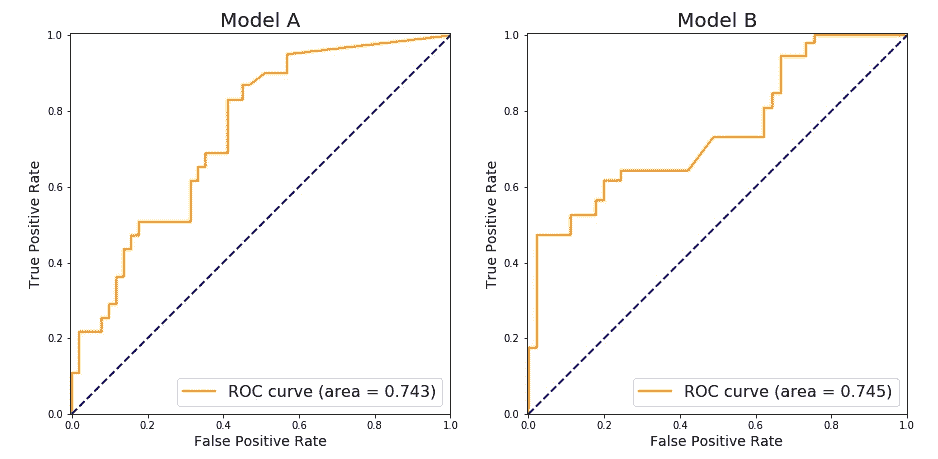 Model A
1.0
0.8
0.6
0.4
0.2
0.0
True Positive Rate
ROC curve (area = 0.743)
0.0 0.2 0.4 0.6 0.8 1.0
False Positive Rate
Model B
1.0
0.8
0.6
0.4
0.2
0.0
True Positive Rate
ROC curve (area = 0.745)
0.0 0.2 0.4 0.6 0.8 1.0
False Positive Rate